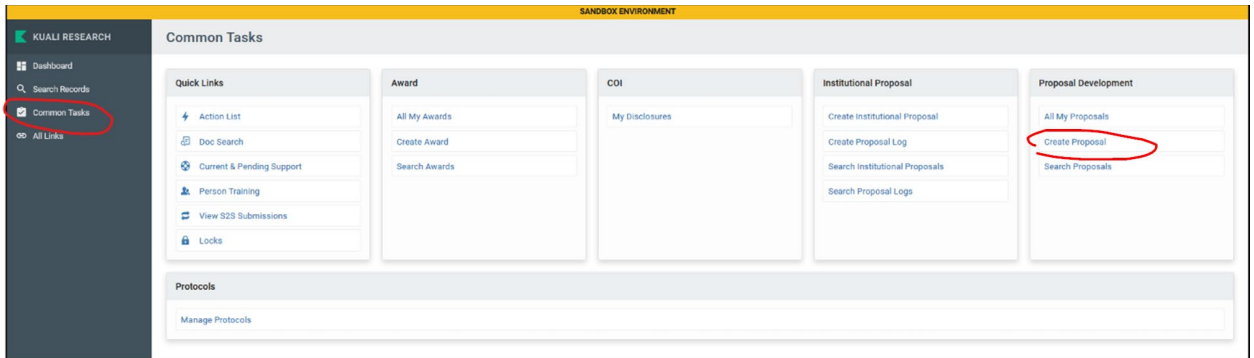 SANDBOX ENVIRONMENT
KUALI RESEARCH
Common Tasks
Dashboard
Search Records
Common Tasks
All Links
Quick Links
Action List
Doc Search
Current & Pending Support
Person Training
View S2S Submissions
Locks
Award
All My Awards
Create Award
Search Awards
COI
My Disclosures
Institutional Proposal
Create Institutional Proposal
Create Proposal Log
Search Institutional Proposals
Search Proposal Logs
Proposal Development
All My Proposals
Create Proposal
Search Proposals
Protocols
Manage Protocols